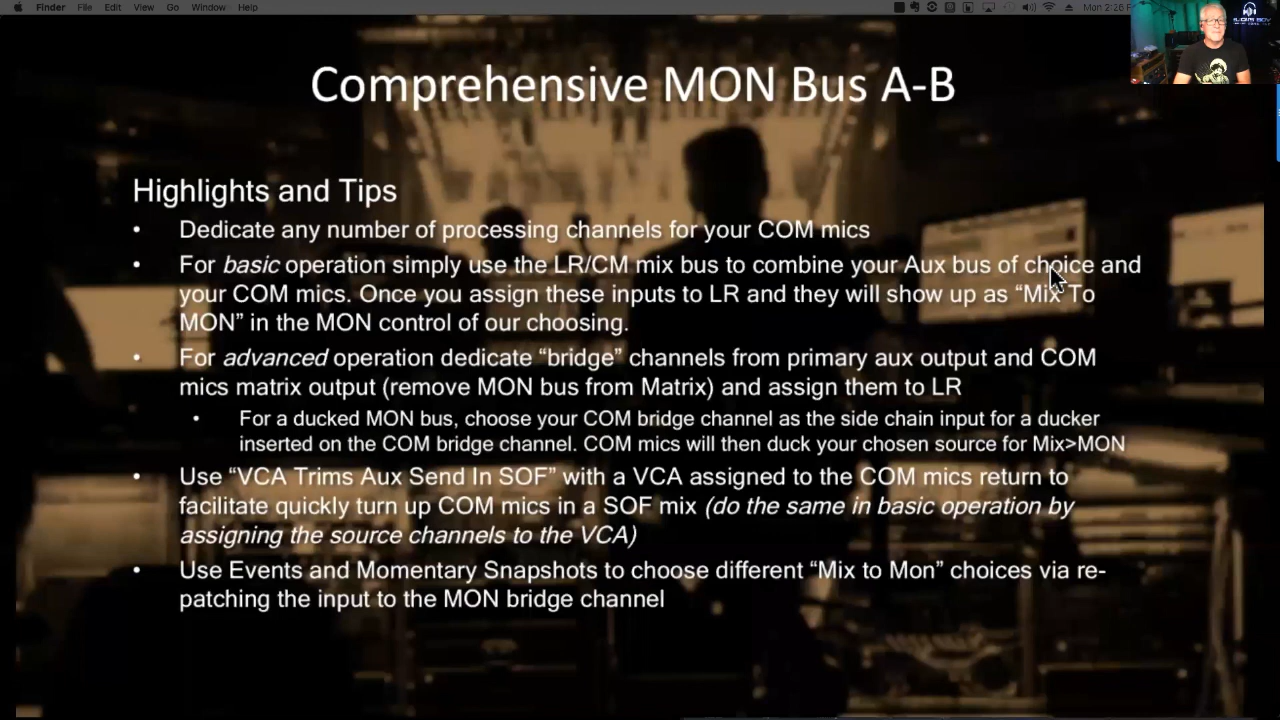 Finder File Edit View Go Window Help Mon 2:26 P
Comprehensive MON Bus A-B
Highlights and Tips
• Dedicate any number of processing channels for your COM mics
• For basic operation simply use the LR/CM mix bus to combine your Aux bus of choice and
your COM mics. Once you assign these inputs to LR and they will show up as “Mix To
MON” in the MON control of our choosing.
• For advanced operation dedicate “bridge” channels from primary aux output and COM
mics matrix output (remove MON bus from Matrix) and assign them to LR
• For a ducked MON bus, choose your COM bridge channel as the side chain input for a ducker
inserted on the COM bridge channel. COM mics will then duck your chosen source for Mix>MON
• Use “VCA Trims Aux Send In SOF” with a VCA assigned to the COM mics return to
facilitate quickly turn up COM mics in a SOF mix (do the same in basic operation by
assigning the source channels to the VCA)
• Use Events and Momentary Snapshots to choose different “Mix to Mon” choices via re-
patching the input to the MON bridge channel